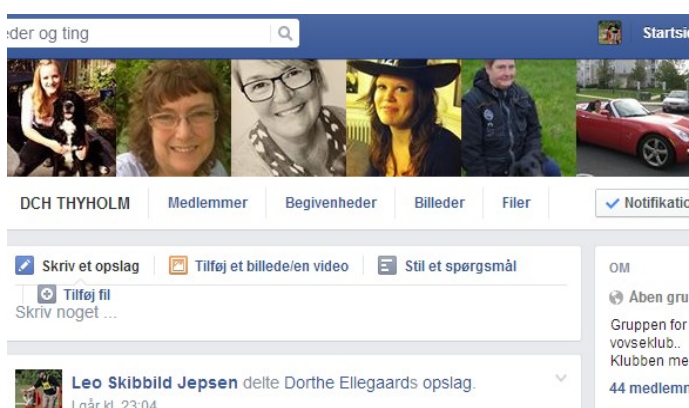 eder og ting
Startsid
DCH THYHOLM Medlemmer Begivenheder Billeder Filer Notifikatio
Skriv et opslag Tilføj et billede/en video Stil et spørgsmål
Tilføj fil
Skriv noget ...
OM
Åben gru
Gruppen for
vovseklub..
Klubben me
44 medlemm
Leo Skibbild Jepsen delte Dorthe Ellegaards opslag.
I går kl. 23:04